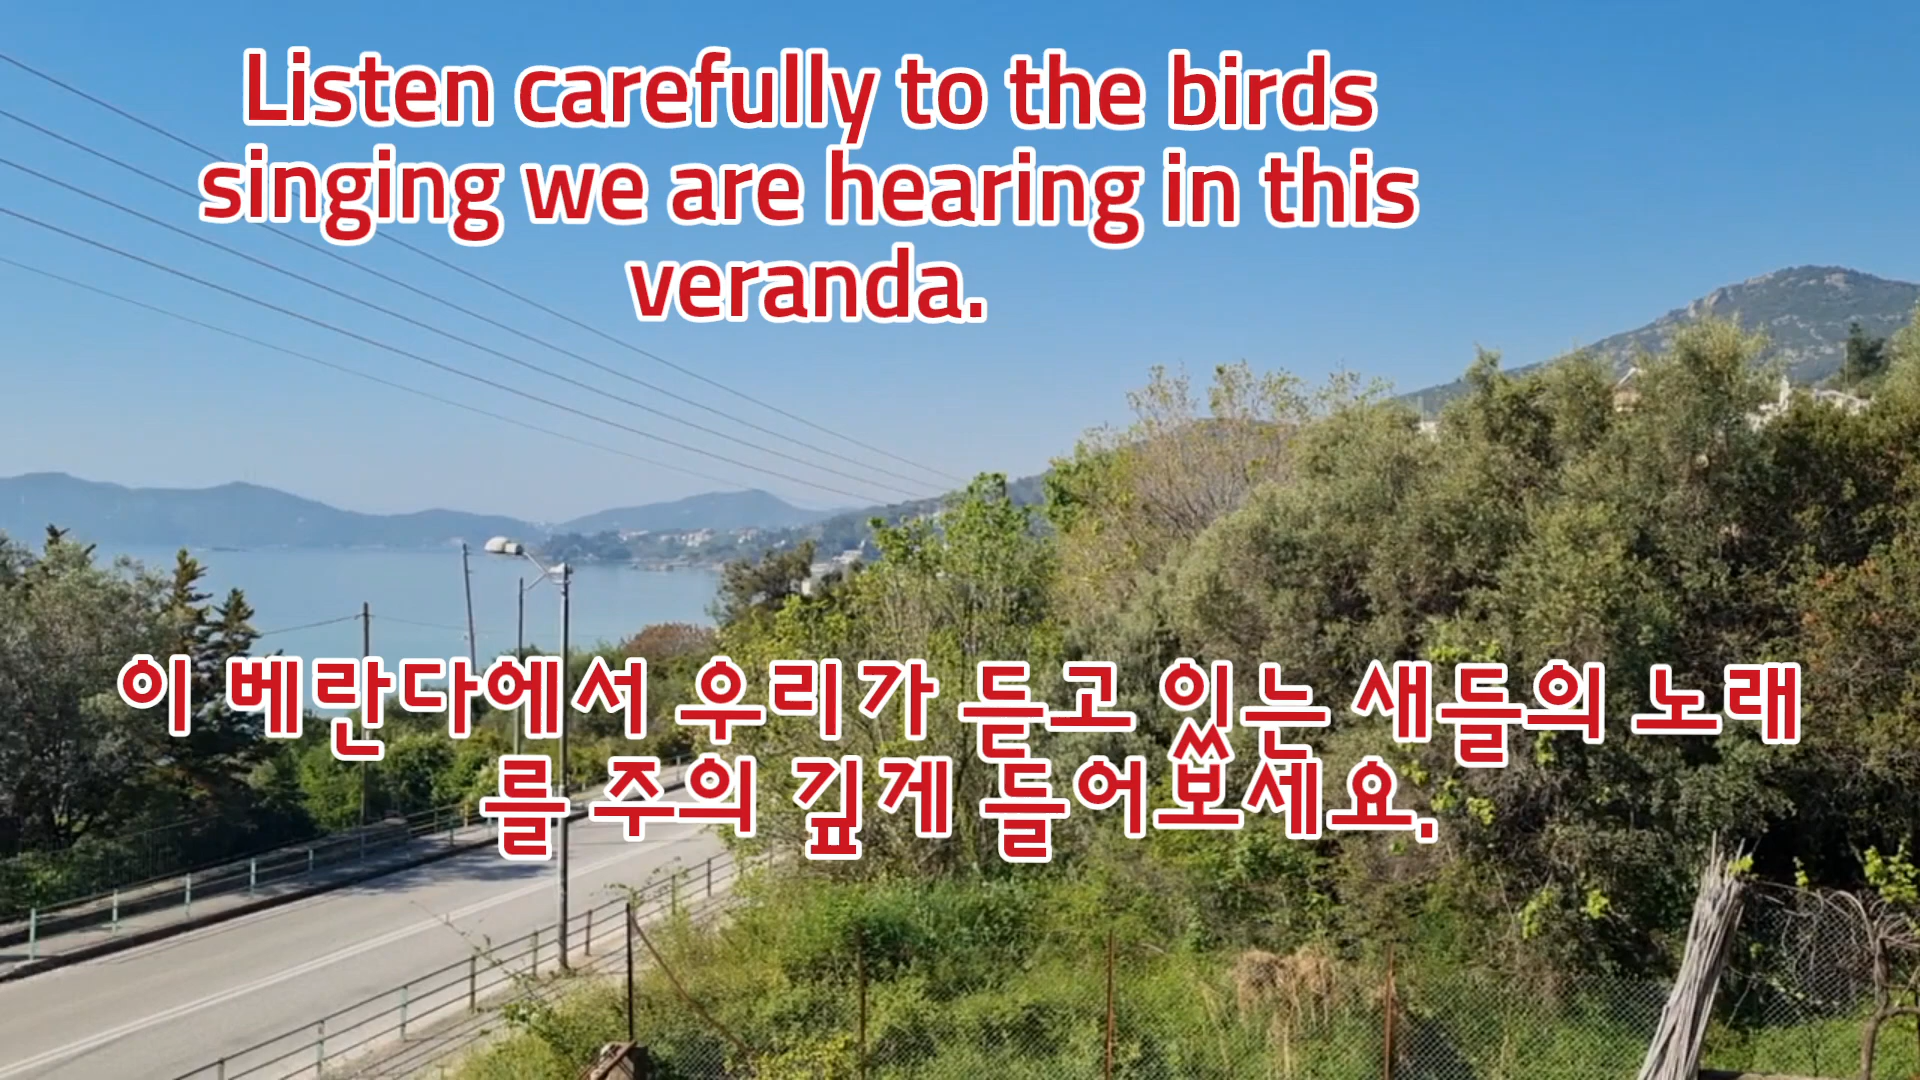 Listen carefully to the birds
singing we are hearing in this
veranda.
이 베란다에서 우리가 듣고 있는 새들의 노래
를 주의 깊게 들어보세요.